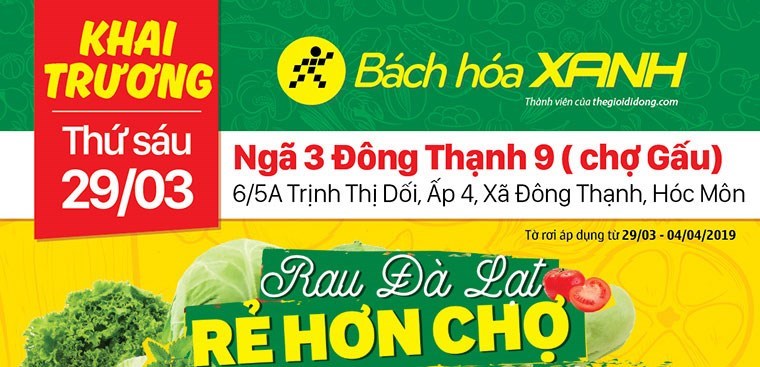 KHAI
TRƯƠNG
Thứ sáu
29/03
Bách hóa XANH
Thành viên của thegioididong.com
Ngã 3 Đông Thạnh 9 ( chợ Gấu)
6/5A Trịnh Thị Dối, Ấp 4, Xã Đông Thạnh, Hóc Môn
Tờ rơi áp dụng từ 29/03 - 04/04/2019
Rau Đà Lạt
RẺ HƠN CHỢ